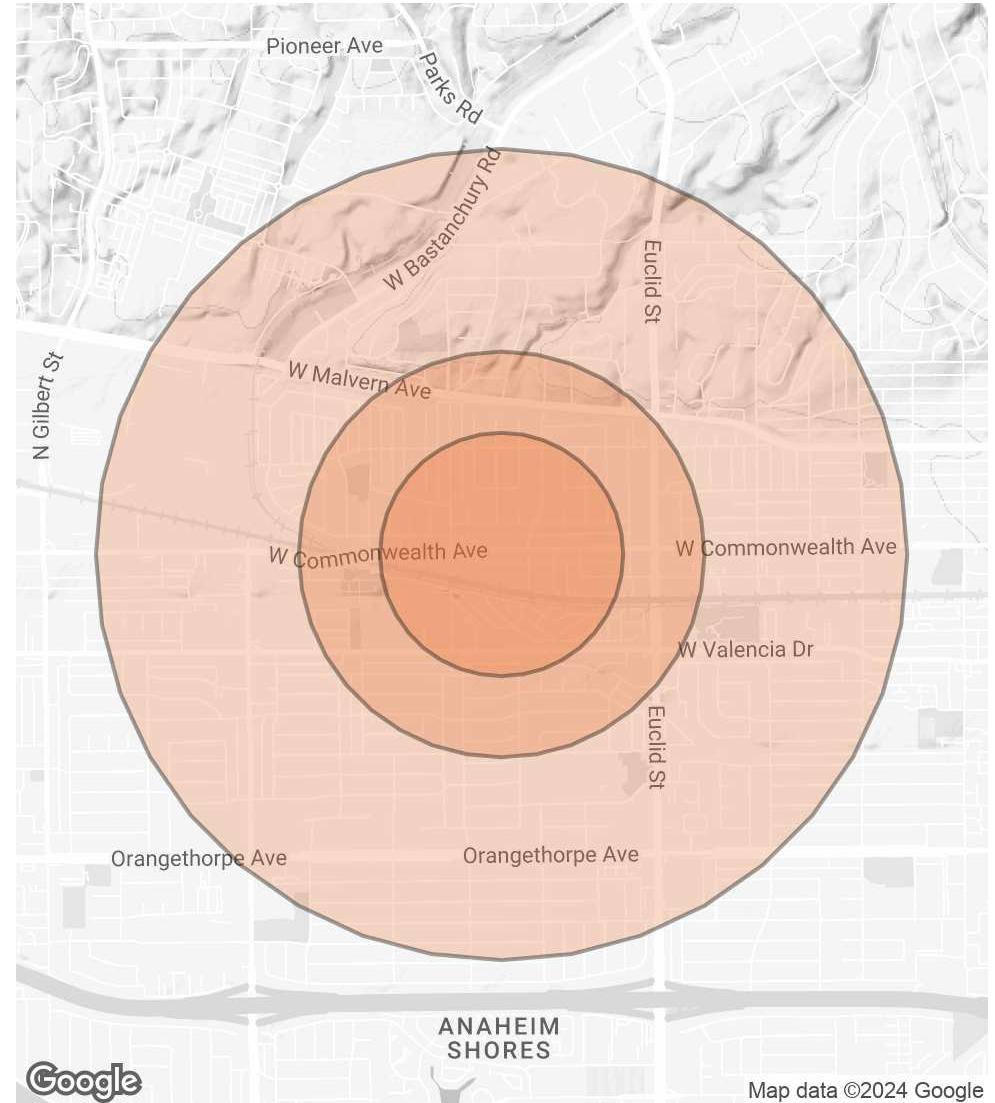 Pioneer Ave
Parks Rd
W Bastanchury Rd
Euclid St
N Gilbert St
W Malvern Ave
W Commonwealth Ave
W Commonwealth Ave
W Valencia Dr
Euclid St
Orangethorpe Ave
Orangethorpe Ave
ANAHEIM
SHORES
Google
Map data ©2024 Google